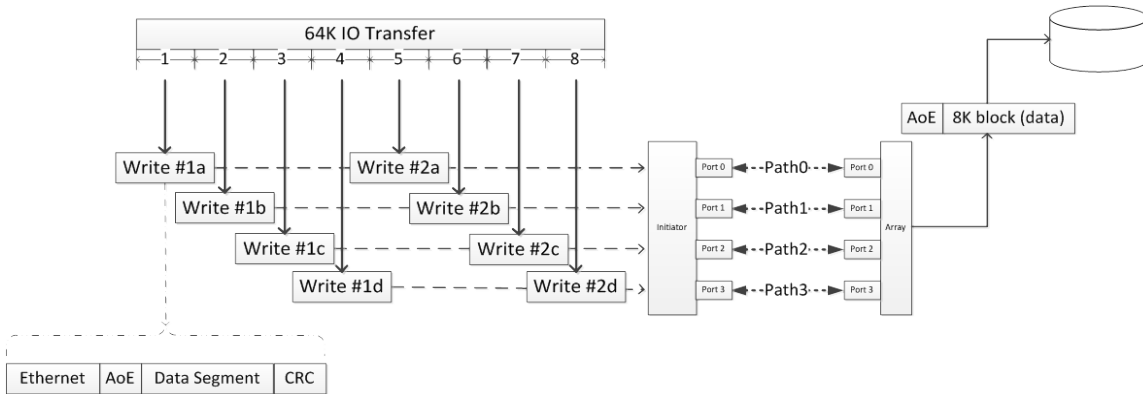 64K IO Transfer
1 2 3 4 5 6 7 8
AoE 8K block (data)
Write #1a Write #2a
Write #1b Write #2b
Write #1c Write #2c
Write #1d Write #2d
Initiator
Port 0 Path0 Port 0
Port 1 Path1 Port 1
Port 2 Path2 Port 2
Port 3 Path3 Port 3
Array
Ethernet AoE Data Segment CRC